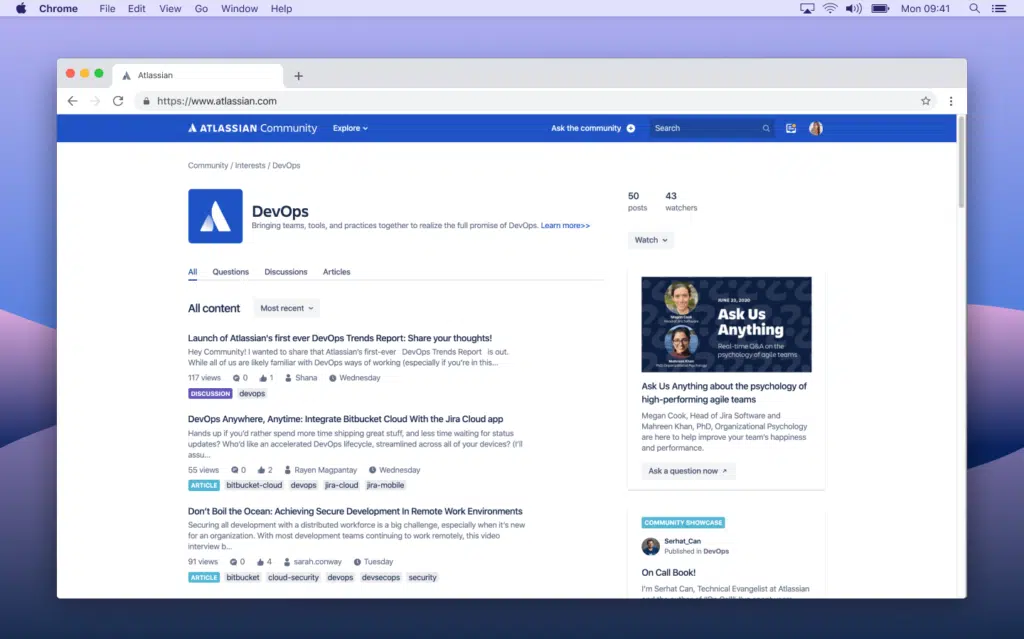 Chrome File Edit View Go Window Help Mon 09:41
Atlassian
https://www.atlassian.com
ATLASSIAN Community Explore Ask the community Search
Community / Interests / DevOps
DevOps
Bringing teams, tools, and practices together to realize the full promise of DevOps. Learn more>>
50 43
posts watchers
Watch
All Questions Discussions Articles
All content Most recent
Launch of Atlassian's first ever DevOps Trends Report: Share your thoughts!
Hey Community! I wanted to share that Atlassian's first-ever DevOps Trends Report is out.
While all of us are likely familiar with DevOps ways of working (especially if you're in this...
117 views 0 1 Shana Wednesday
DISCUSSION devops
DevOps Anywhere, Anytime: Integrate Bitbucket Cloud With the Jira Cloud app
Hands up if you'd rather spend more time shipping great stuff, and less time waiting for status
updates? Who'd like an accelerated DevOps lifecycle, streamlined across all of your devices? (I'll
assu...
55 views 0 2 Rayen Magpantay Wednesday
ARTICLE bitbucket-cloud devops jira-cloud jira-mobile
Don't Boil the Ocean: Achieving Secure Development In Remote Work Environments
Securing all development with a distributed workforce is a big challenge, especially when it's new
for an organization. With most development teams continuing to work remotely, this video
interview b...
91 views 0 4 sarah.conway Tuesday
ARTICLE bitbucket cloud-security devops devsecops security
JUNE 23, 2020
Ask Us
Anything
Real-time Q&A on the
psychology of agile teams
Megan Cook
Mahreen Khan
Ask Us Anything about the psychology of
high-performing agile teams
Megan Cook, Head of Jira Software and
Mahreen Khan, PhD, Organizational Psychology
are here to help improve your team's happiness
and performance.
Ask a question now
COMMUNITY SHOWCASE
Serhat_Can
Published in DevOps
On Call Book!
I'm Serhat Can, Technical Evangelist at Atlassian